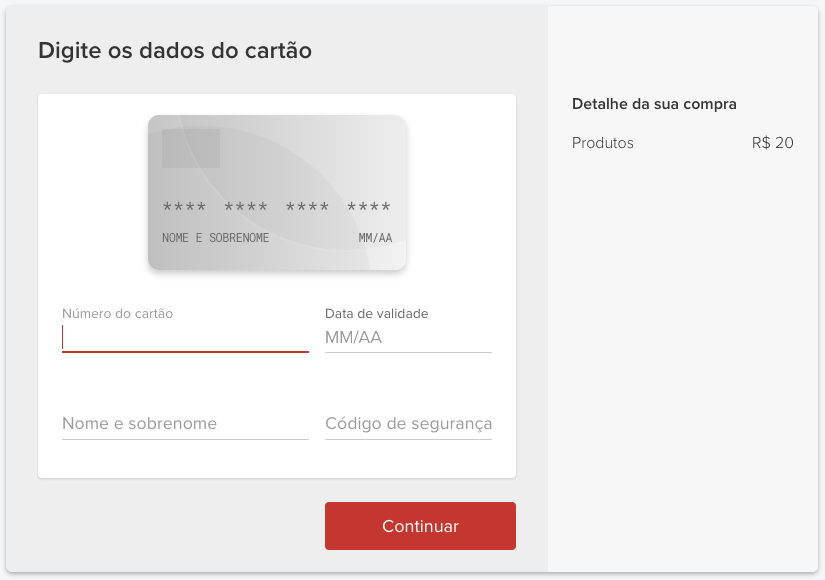 Digite os dados do cartão
**** **** **** ****
NOME E SOBRENOME MM/AA
Número do cartão
Data de validade
MM/AA
Nome e sobrenome
Código de segurança
Continuar
Detalhe da sua compra
Produtos R$ 20